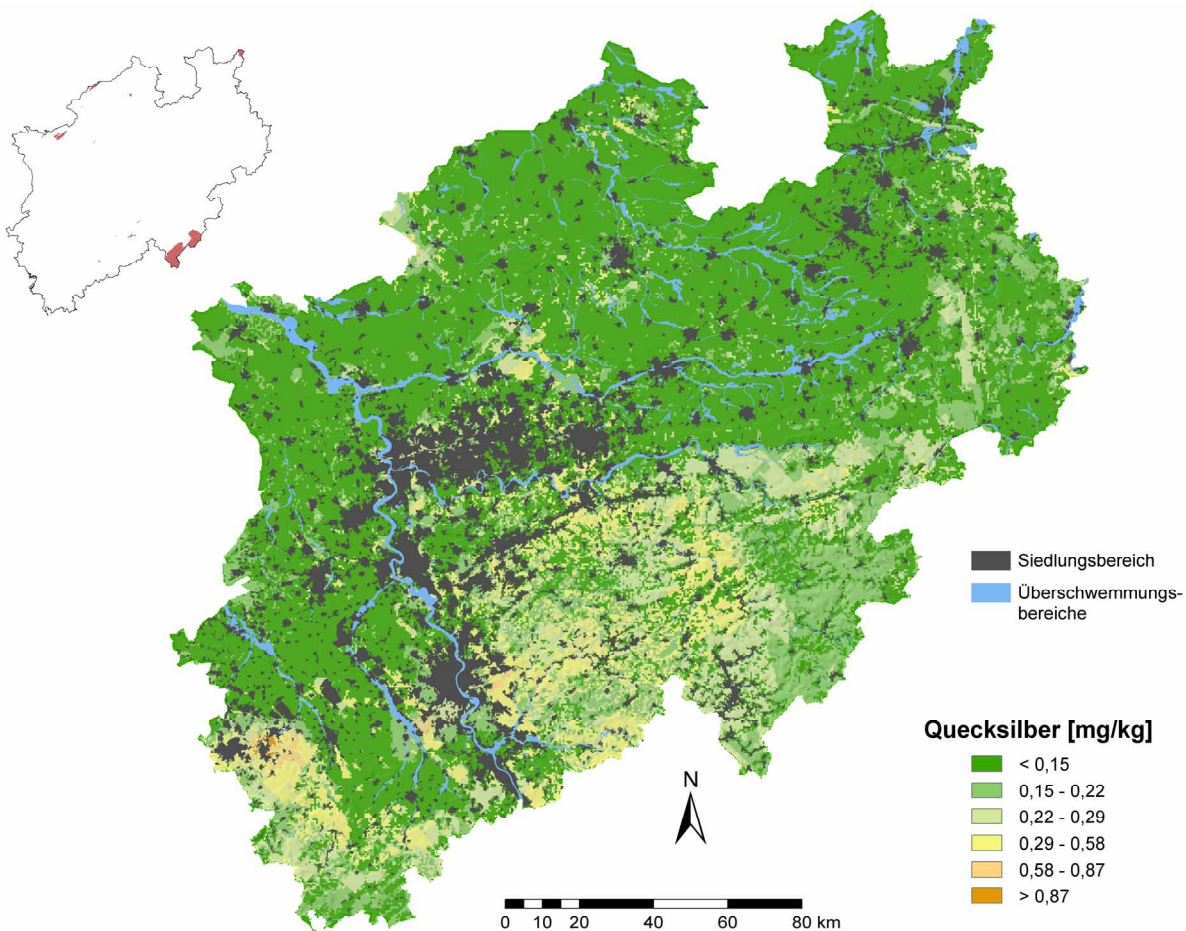 Siedlungsbereich
Überschwemmungs-
bereiche
Quecksilber [mg/kg]
< 0,15
0,15 - 0,22
0,22 - 0,29
0,29 - 0,58
0,58 - 0,87
> 0,87
N
0 10 20 40 60 80 km